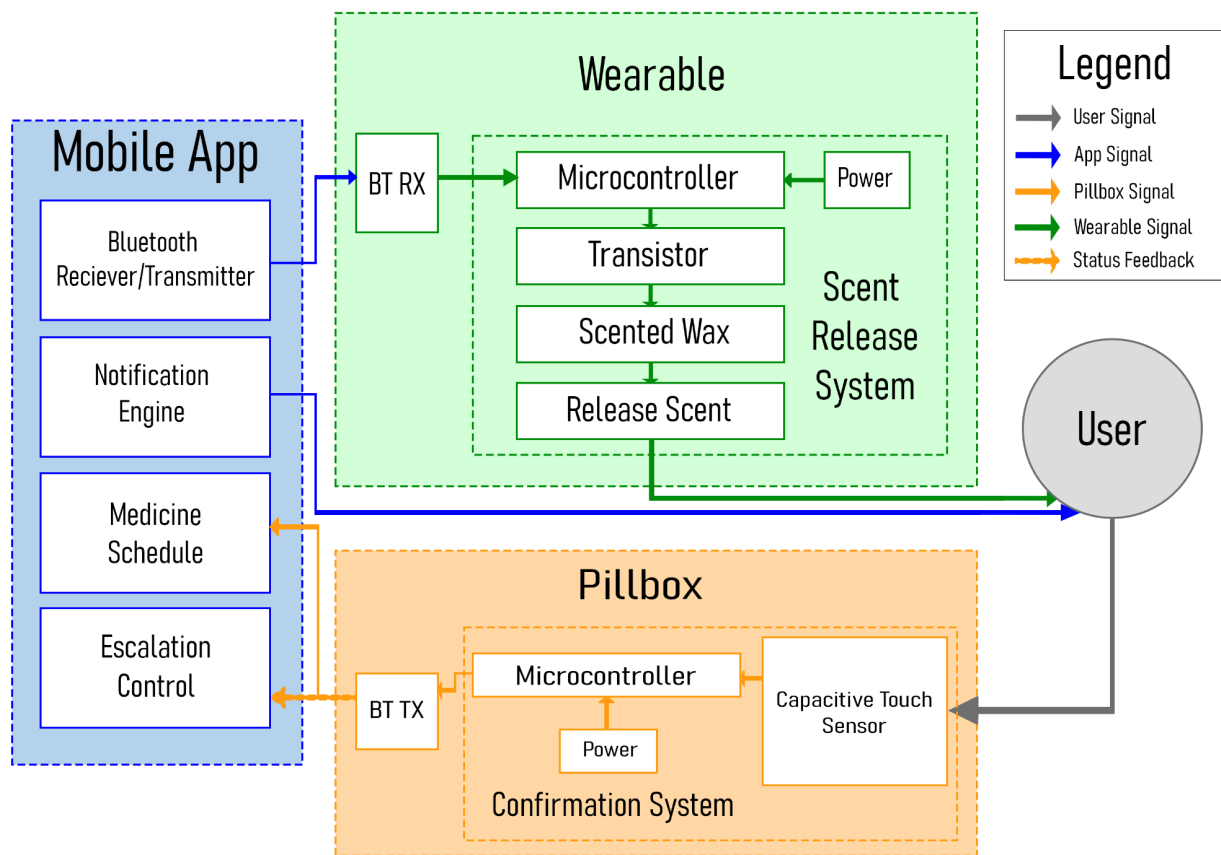 Wearable
Legend
User Signal
App Signal
Pillbox Signal
Wearable Signal
Status Feedback
Mobile App
Bluetooth
Reciever/Transmitter
Notification
Engine
Medicine
Schedule
Escalation
Control
BT RX
Microcontroller
Power
Transistor
Scented Wax
Release Scent
Scent
Release
System
User
Pillbox
BT TX
Microcontroller
Power
Capacitive Touch
Sensor
Confirmation System